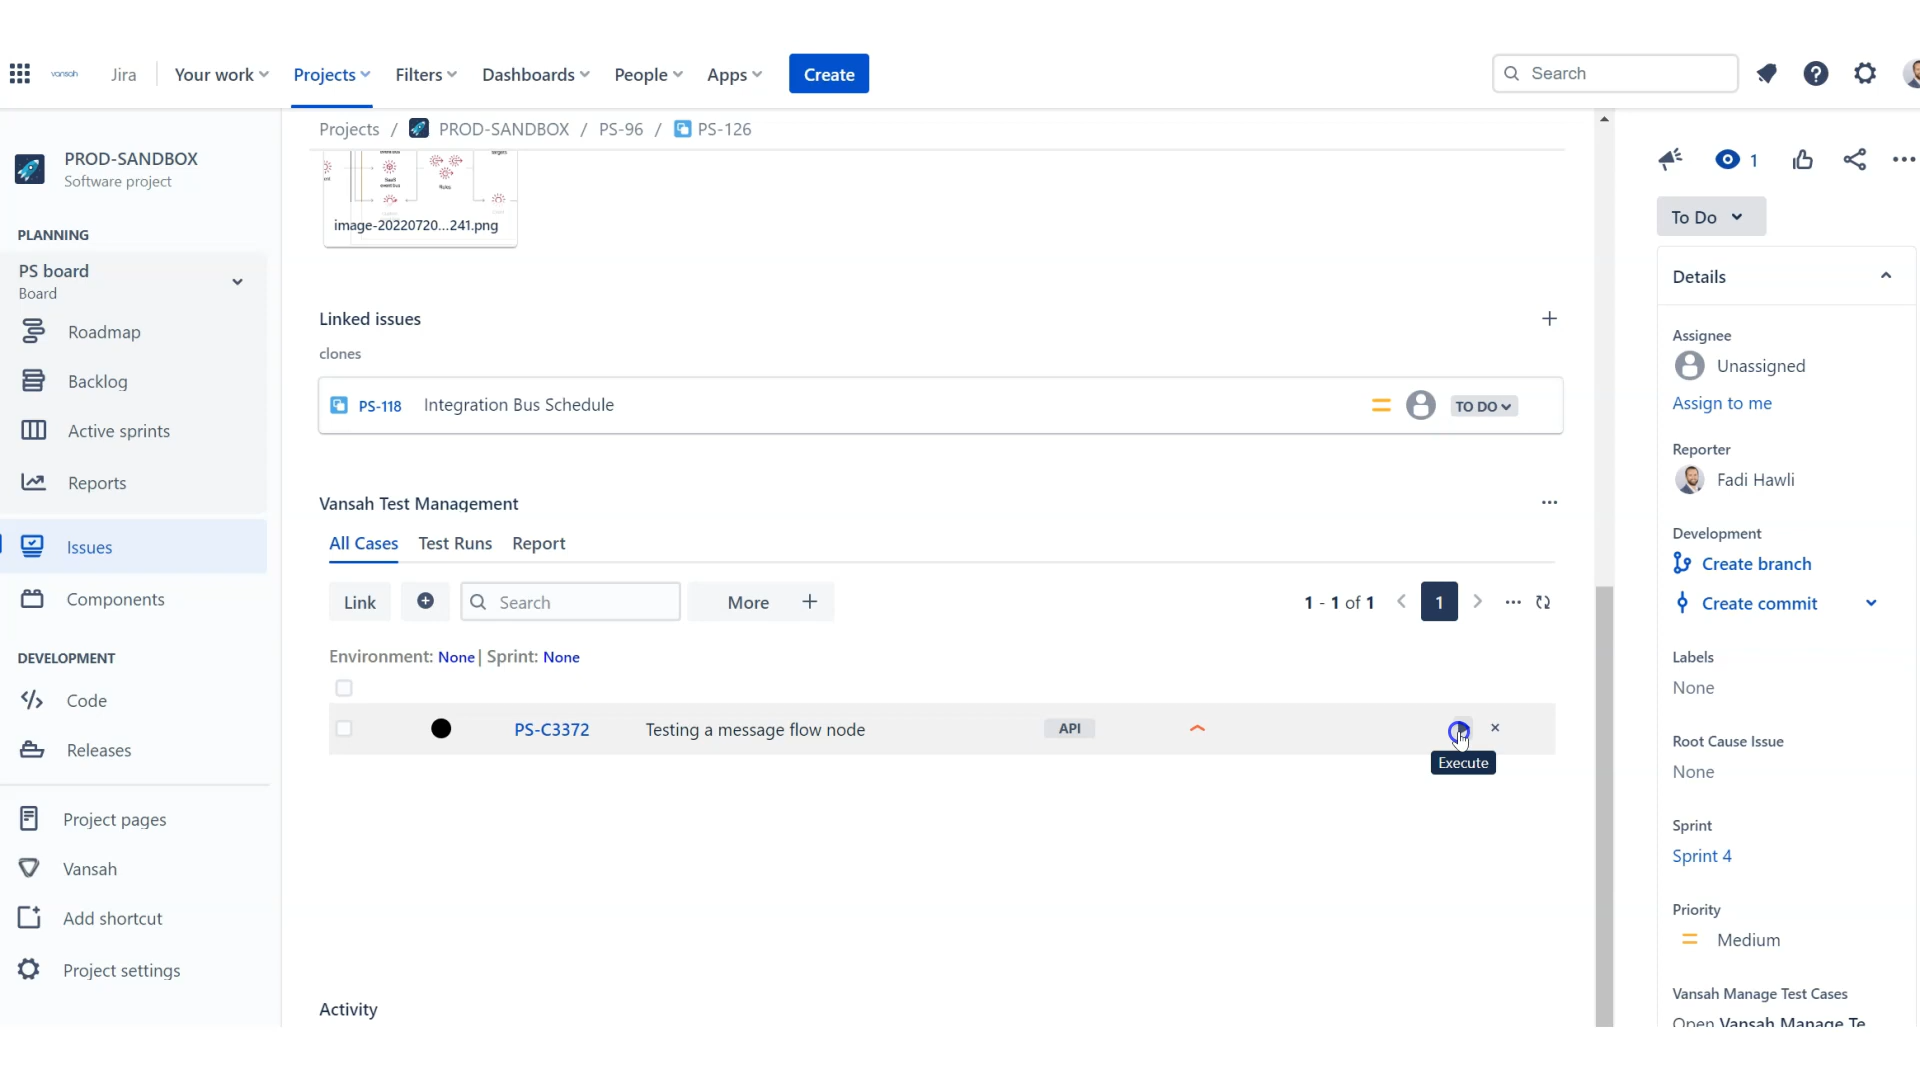 vansah
Jira
Your work
Projects
Filters
Dashboards
People
Apps
Create
Search
PROD-SANDBOX
Software project
PLANNING
PS board
Board
Roadmap
Backlog
Active sprints
Reports
Issues
Components
DEVELOPMENT
Code
Releases
Project pages
Vansah
Add shortcut
Project settings
Projects / PROD-SANDBOX / PS-96 / PS-126
Rules
image-20220720...241.png
Linked issues
clones
PS-118 Integration Bus Schedule TO DO
Vansah Test Management
All Cases Test Runs Report
Link Search More 1 - 1 of 1 1
Environment: None | Sprint: None
PS-C3372 Testing a message flow node API
Execute
Activity
1
To Do
Details
Assignee
Unassigned
Assign to me
Reporter
Fadi Hawli
Development
Create branch
Create commit
Labels
None
Root Cause Issue
None
Sprint
Sprint 4
Priority
Medium
Vansah Manage Test Cases
Open Vansah Manage Te